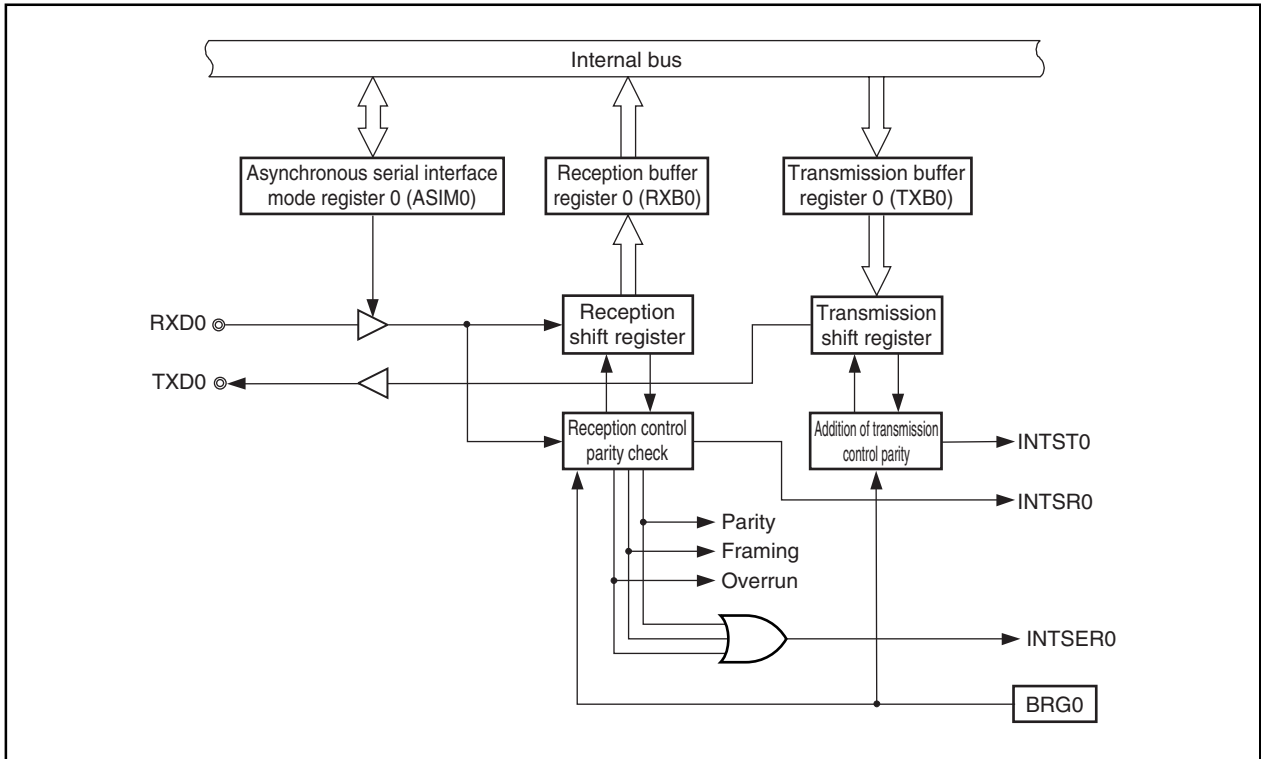 Internal bus
Asynchronous serial interface
mode register 0 (ASIM0)
Reception buffer
register 0 (RXB0)
Transmission buffer
register 0 (TXB0)
RXD0
Reception
shift register
Transmission
shift register
TXD0
Reception control
parity check
Addition of transmission
control parity
INTST0
INTSR0
Parity
Framing
Overrun
INTSER0
BRG0